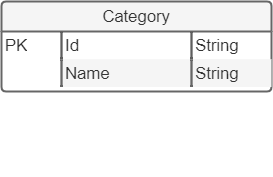 Category
PK Id String
Name String